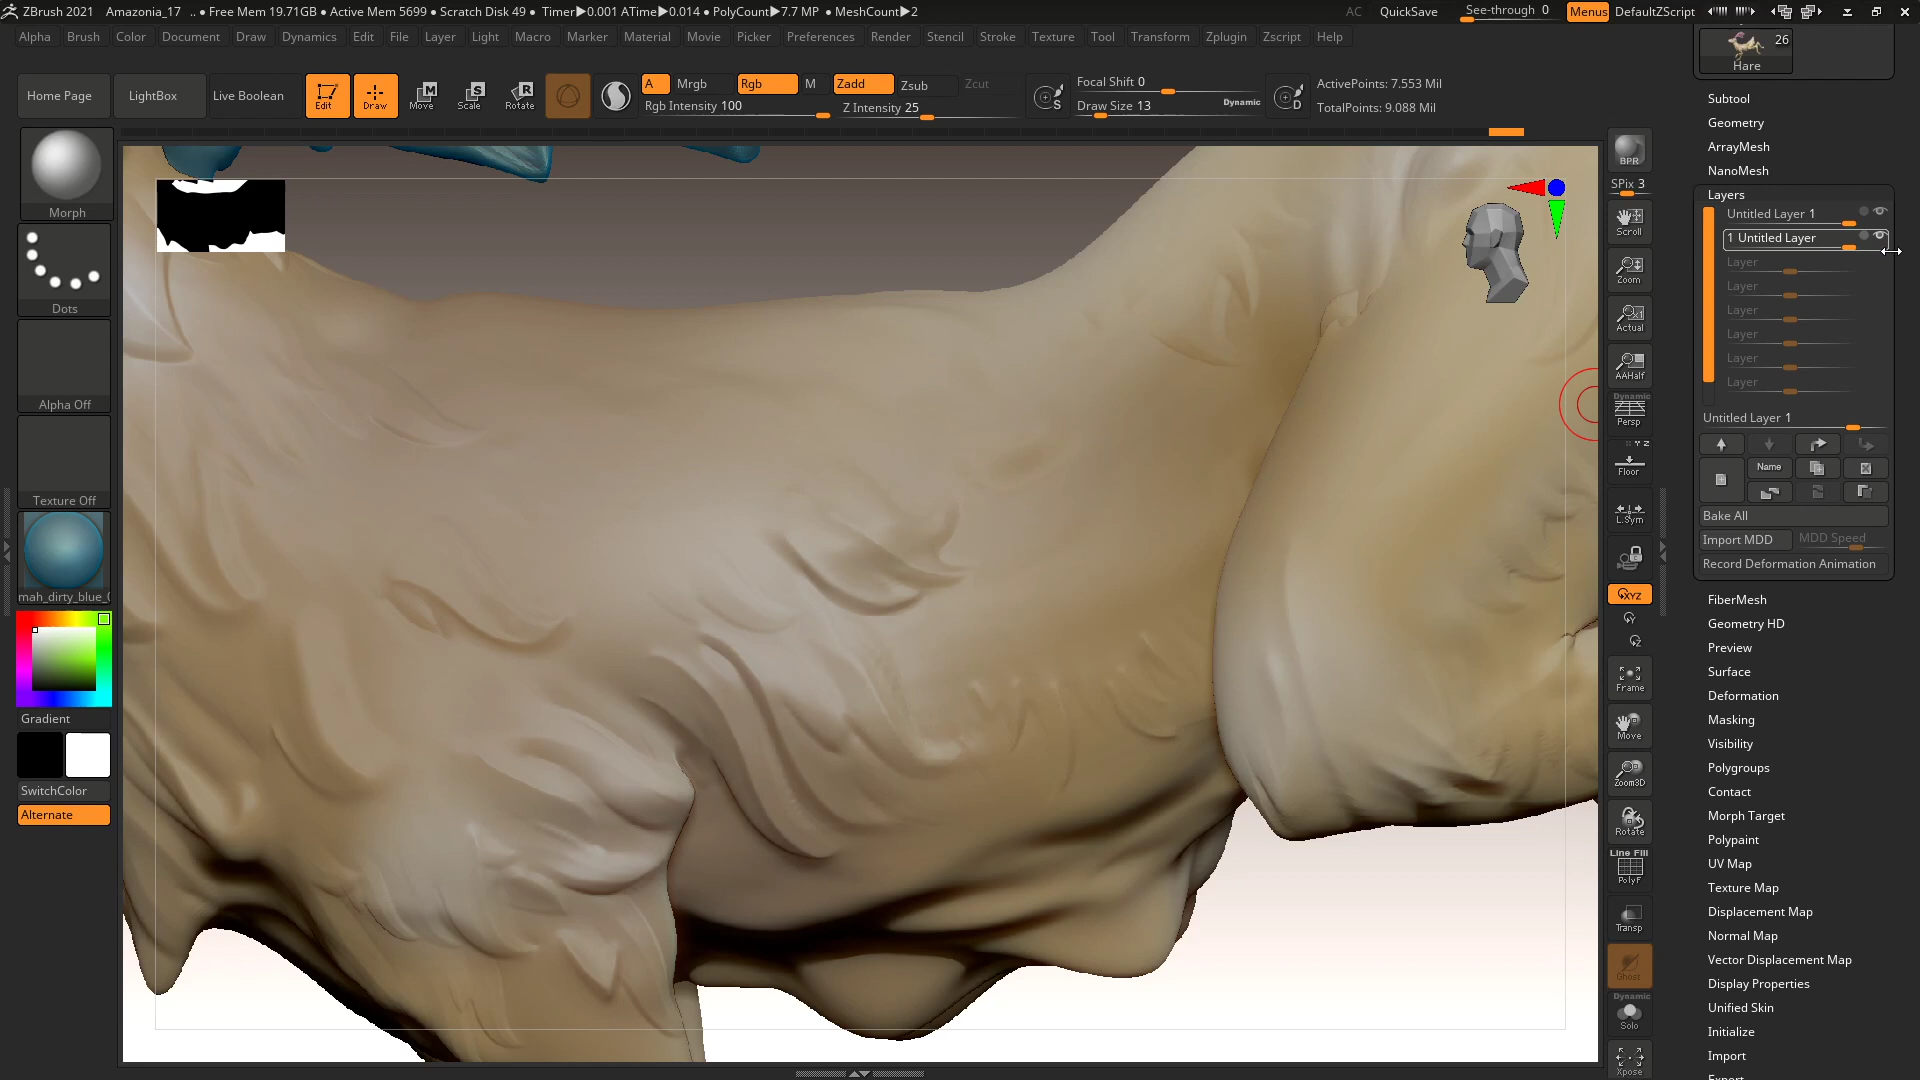 ZBrush 2021 Amazonia_17 .. • Free Mem 19.71GB • Active Mem 5699 • Scratch Disk 49 • Timer▶0.001 ATime▶0.014 • PolyCount▶7.7 MP • MeshCount▶2 AC QuickSave See-through 0 Menus DefaultZScript
Alpha Brush Color Document Draw Dynamics Edit File Layer Light Macro Marker Material Movie Picker Preferences Render Stencil Stroke Texture Tool Transform Zplugin Zscript Help
Home Page LightBox Live Boolean Edit Draw Move Scale Rotate
A Mrgb Rgb M Zadd Zsub Zcut
Rgb Intensity 100 Z Intensity 25
Focal Shift 0
Draw Size 13 Dynamic
S D
ActivePoints: 7.553 Mil
TotalPoints: 9.088 Mil
Morph
Dots
Alpha Off
Texture Off
Gradient
SwitchColor
Alternate
BPR
SPix 3
Scroll
Zoom
Actual
AAHalf
Dynamic
Persp
Floor
L.Sym
XYZ
Y
Z
Frame
Move
Zoom3D
Rotate
Line Fill
PolyF
Transp
Ghost
Dynamic
Solo
Xpose
26
Hare
Subtool
Geometry
ArrayMesh
NanoMesh
Layers
Untitled Layer 1
1 Untitled Layer
Layer
Layer
Layer
Layer
Layer
Layer
Untitled Layer 1
Name
Bake All
Import MDD MDD Speed
Record Deformation Animation
FiberMesh
Geometry HD
Preview
Surface
Deformation
Masking
Visibility
Polygroups
Contact
Morph Target
Polypaint
UV Map
Texture Map
Displacement Map
Normal Map
Vector Displacement Map
Display Properties
Unified Skin
Initialize
Import
Export